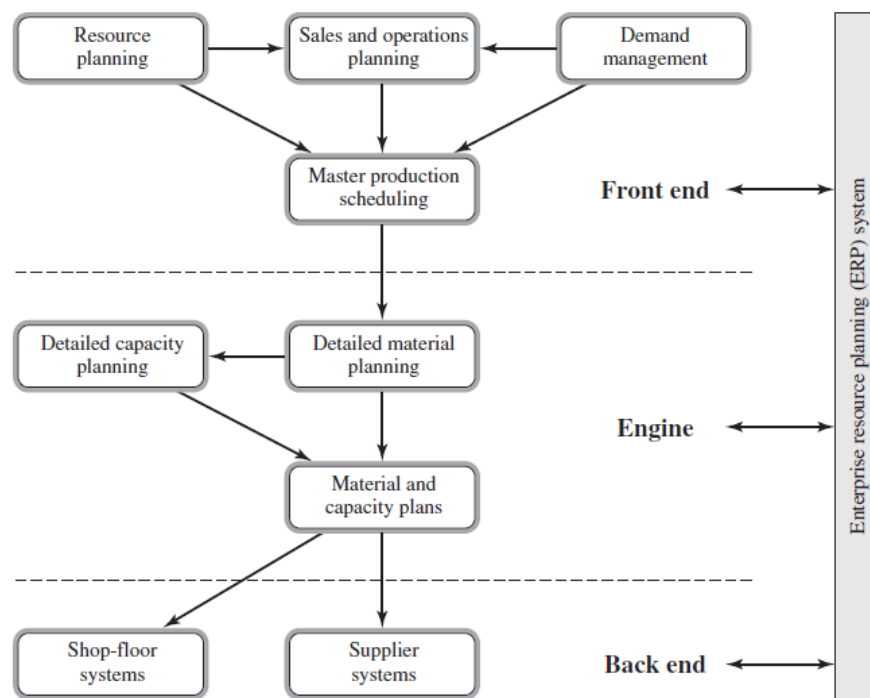 Resource
planning
Sales and operations
planning
Demand
management
Master production
scheduling
Front end
Detailed capacity
planning
Detailed material
planning
Engine
Material and
capacity plans
Shop-floor
systems
Supplier
systems
Back end
Enterprise resource planning (ERP) system